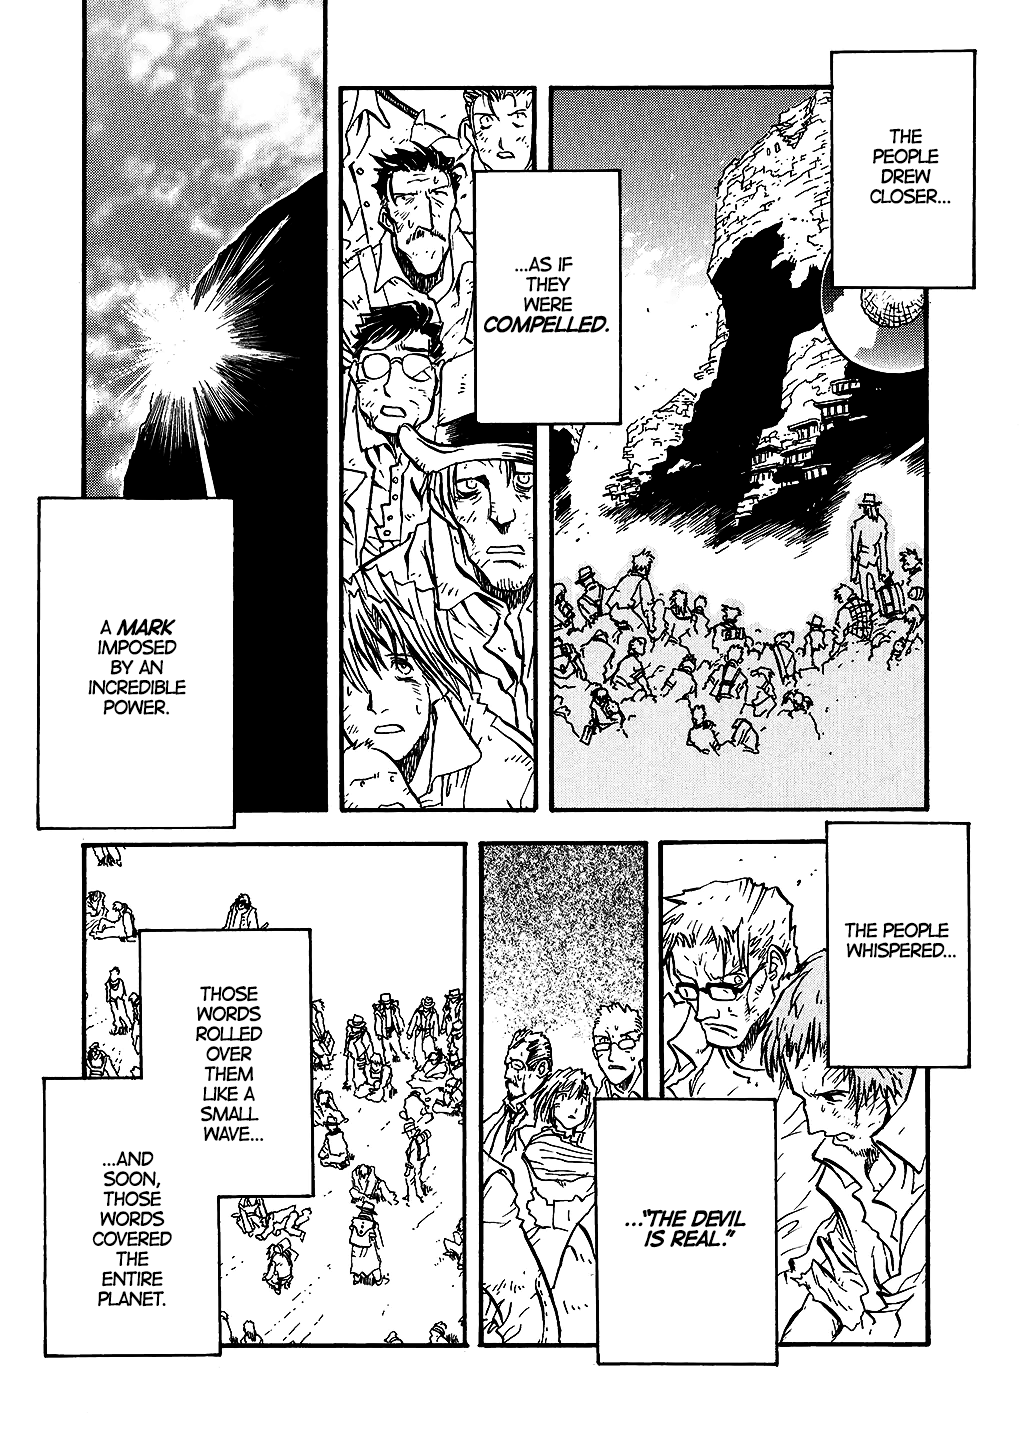 THE
PEOPLE
DREW
CLOSER...
...AS IF
THEY
WERE
COMPELLED.
A MARK
IMPOSED
BY AN
INCREDIBLE
POWER.
THE PEOPLE
WHISPERED...
..."THE DEVIL
IS REAL."
THOSE
WORDS
ROLLED
OVER
THEM
LIKE A
SMALL
WAVE...
...AND
SOON,
THOSE
WORDS
COVERED
THE
ENTIRE
PLANET.